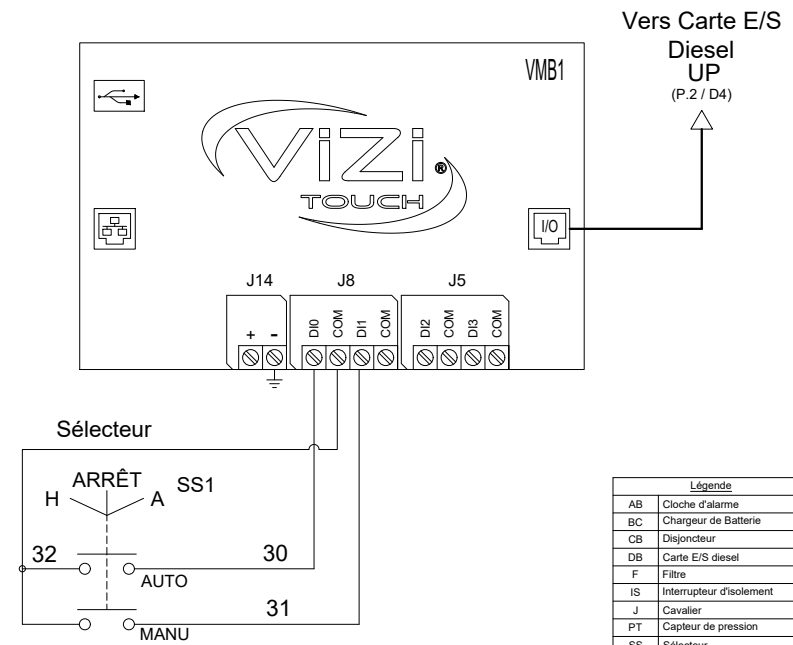 Vers Carte E/S
Diesel
UP
(P.2 / D4)
VMB1
ViZi®
TOUCH
I/O
J14 J8 J5
+ - DI0 COM DI1 COM DI2 COM DI3 COM
Sélecteur
ARRÊT
H A SS1
32 30
AUTO
31
MANU
Légende
AB Cloche d'alarme
BC Chargeur de Batterie
CB Disjoncteur
DB Carte E/S diesel
F Filtre
IS Interrupteur d'isolement
J Cavalier
PT Capteur de pression
SS Sélecteur